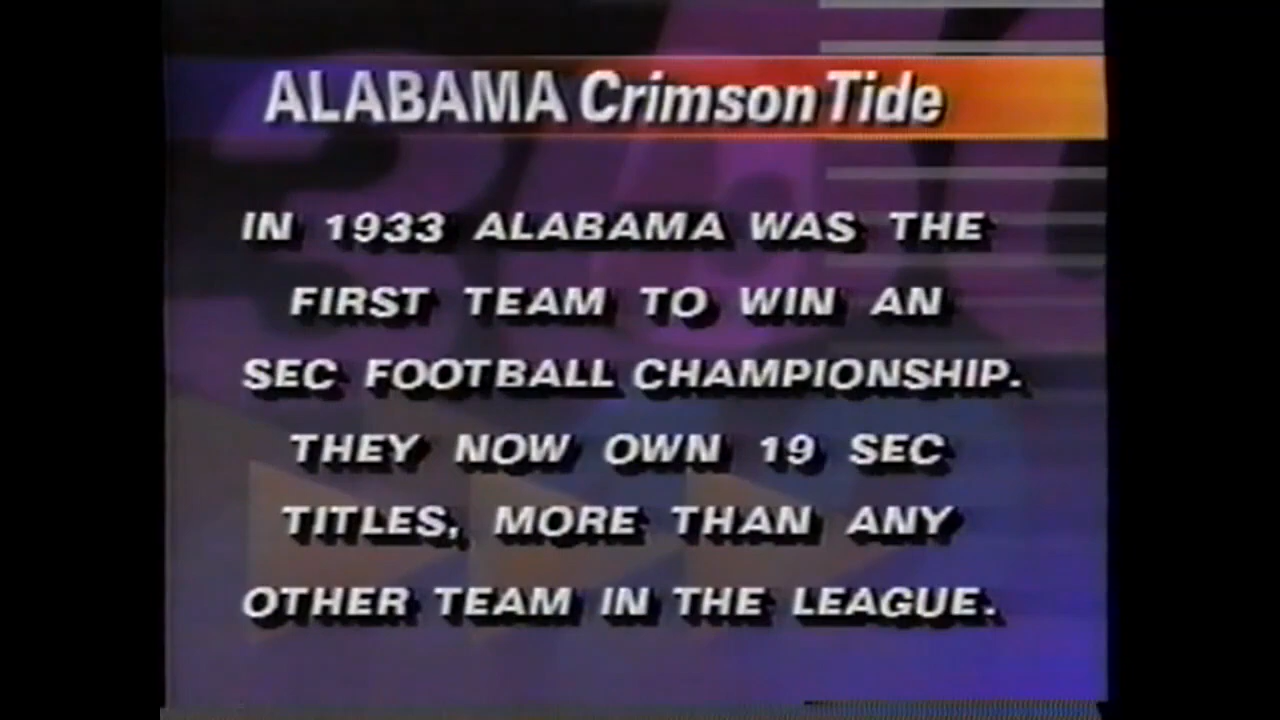 ALABAMA Crimson Tide
IN 1933 ALABAMA WAS THE
FIRST TEAM TO WIN AN
SEC FOOTBALL CHAMPIONSHIP.
THEY NOW OWN 19 SEC
TITLES, MORE THAN ANY
OTHER TEAM IN THE LEAGUE.